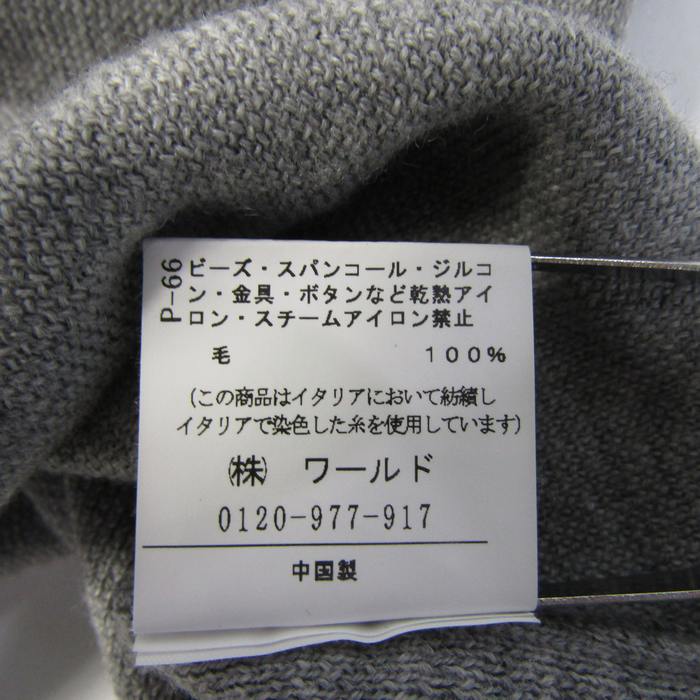 P-66
ビーズ・スパンコール・ジルコ
ン・金具・ボタンなど乾熱アイ
ロン・スチームアイロン禁止
毛 100%
(この商品はイタリアにおいて紡績し
イタリアで染色した糸を使用しています)
㈱ ワールド
0120-977-917
中国製